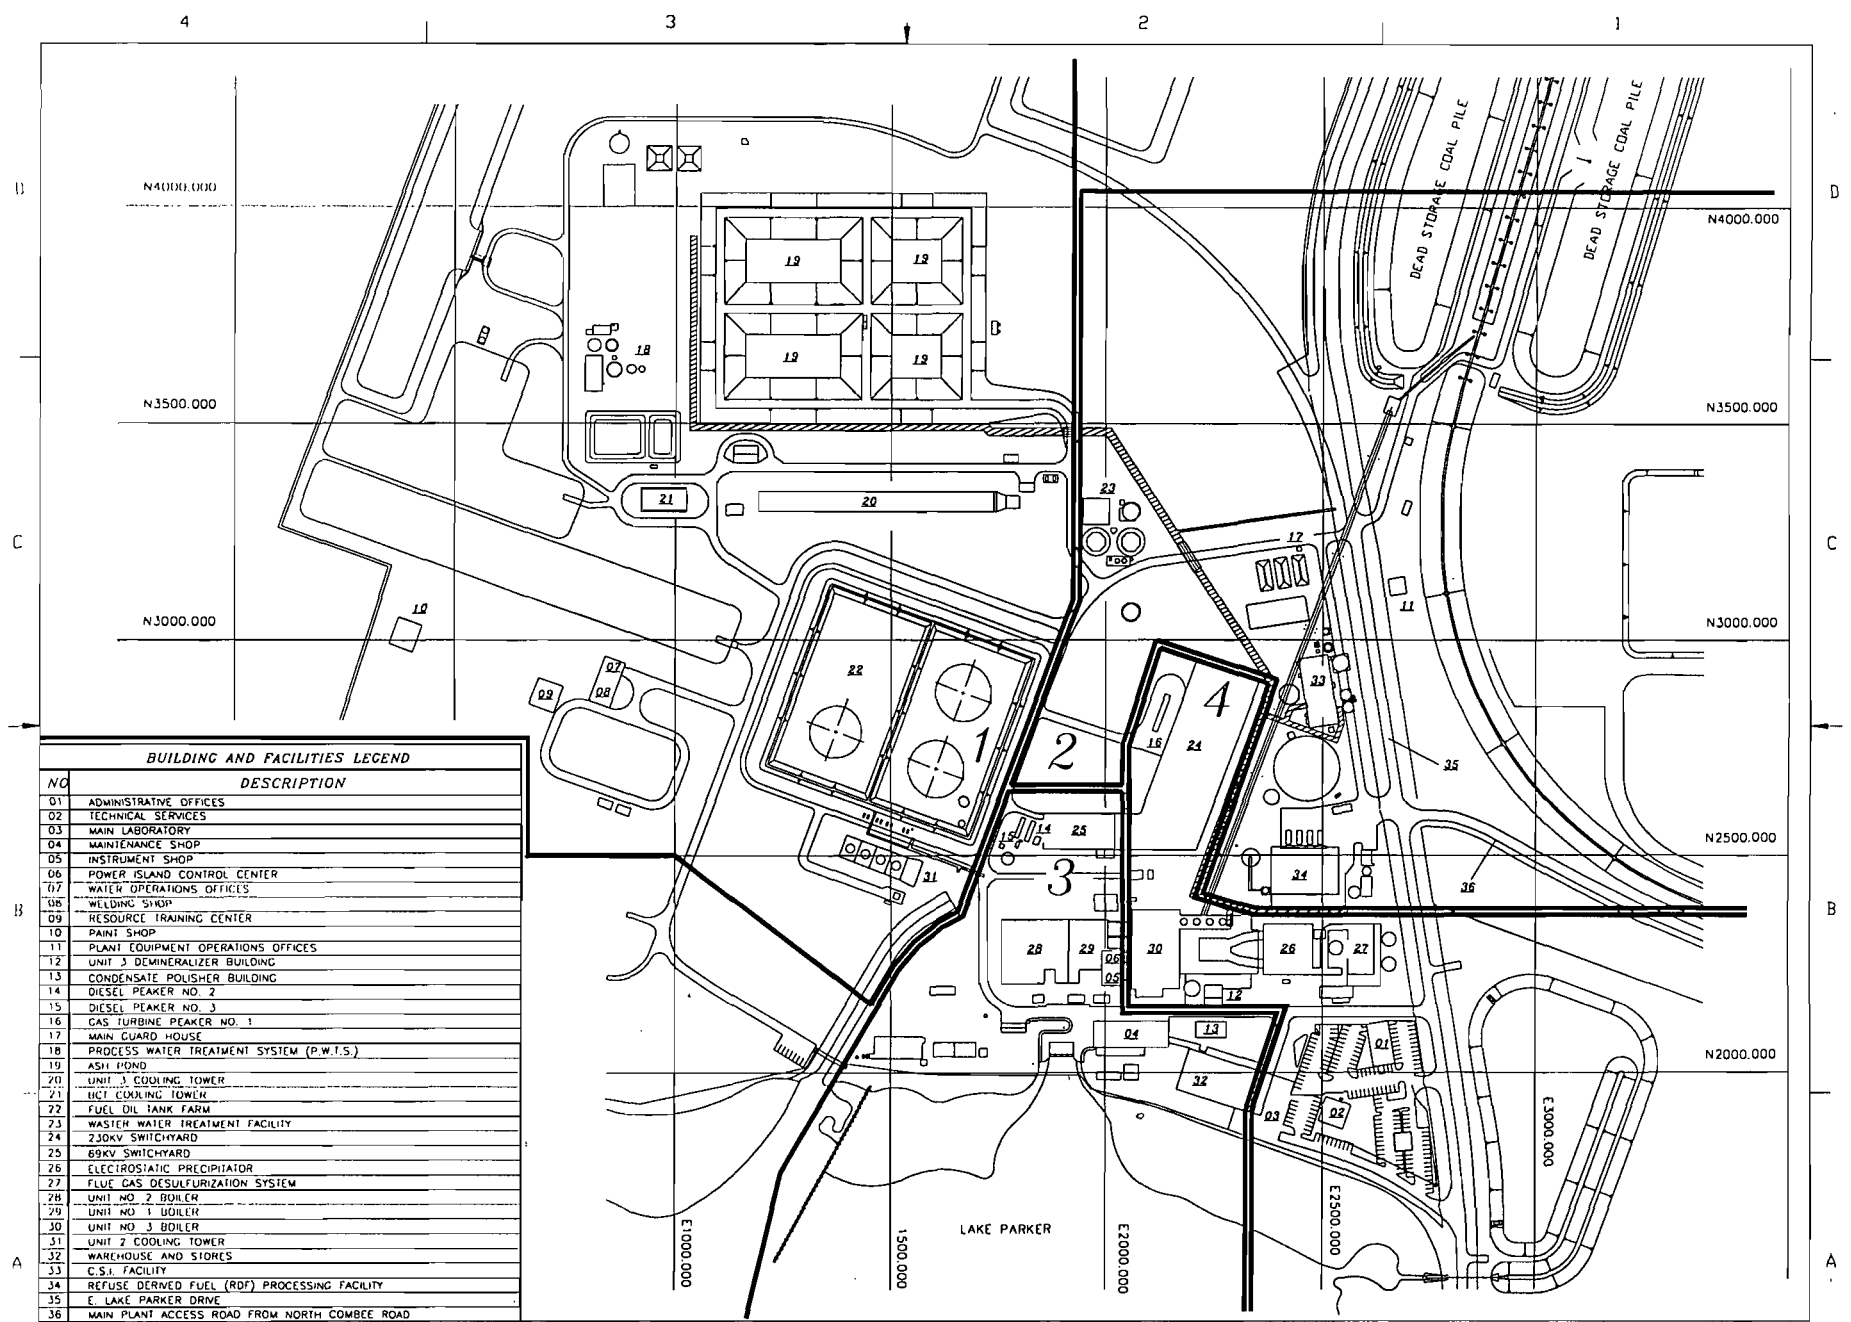 4 3 2 1
D D
N4000.000
N4000.000
DEAD STORAGE COAL PILE
DEAD STORAGE COAL PILE
19 19
19 19
18
N3500.000
N3500.000
21 20 23
17
C C
10 11
N3000.000
N3000.000
07
08
09
22
33
1
2
4
16 24
35
BUILDING AND FACILITIES LEGEND
NO DESCRIPTION
01 ADMINISTRATIVE OFFICES
02 TECHNICAL SERVICES
03 MAIN LABORATORY
04 MAINTENANCE SHOP
05 INSTRUMENT SHOP
06 POWER ISLAND CONTROL CENTER
07 WATER OPERATIONS OFFICES
08 WELDING SHOP
09 RESOURCE TRAINING CENTER
10 PAINT SHOP
11 PLANT EQUIPMENT OPERATIONS OFFICES
12 UNIT 3 DEMINERALIZER BUILDING
13 CONDENSATE POLISHER BUILDING
14 DIESEL PEAKER NO. 2
15 DIESEL PEAKER NO. 3
16 GAS TURBINE PEAKER NO. 1
17 MAIN GUARD HOUSE
18 PROCESS WATER TREATMENT SYSTEM (P.W.T.S.)
19 ASH POND
20 UNIT 3 COOLING TOWER
21 UCT COOLING TOWER
22 FUEL OIL TANK FARM
23 WASTER WATER TREATMENT FACILITY
24 230KV SWITCHYARD
25 69KV SWITCHYARD
26 ELECTROSTATIC PRECIPITATOR
27 FLUE GAS DESULFURIZATION SYSTEM
28 UNIT NO. 2 BOILER
29 UNIT NO. 1 BOILER
30 UNIT NO. 3 BOILER
31 UNIT 2 COOLING TOWER
32 WAREHOUSE AND STORES
33 C.S.I. FACILITY
34 REFUSE DERIVED FUEL (RDF) PROCESSING FACILITY
35 E. LAKE PARKER DRIVE
36 MAIN PLANT ACCESS ROAD FROM NORTH COMBEE ROAD
15 14 25
N2500.000
31 3 34 36
B B
28 29 06 30 26 27
05
12
04 13 01
N2000.000
32 03 02
E3000.000
E1000.000
1500.000
LAKE PARKER
E2000.000
E2500.000
A A